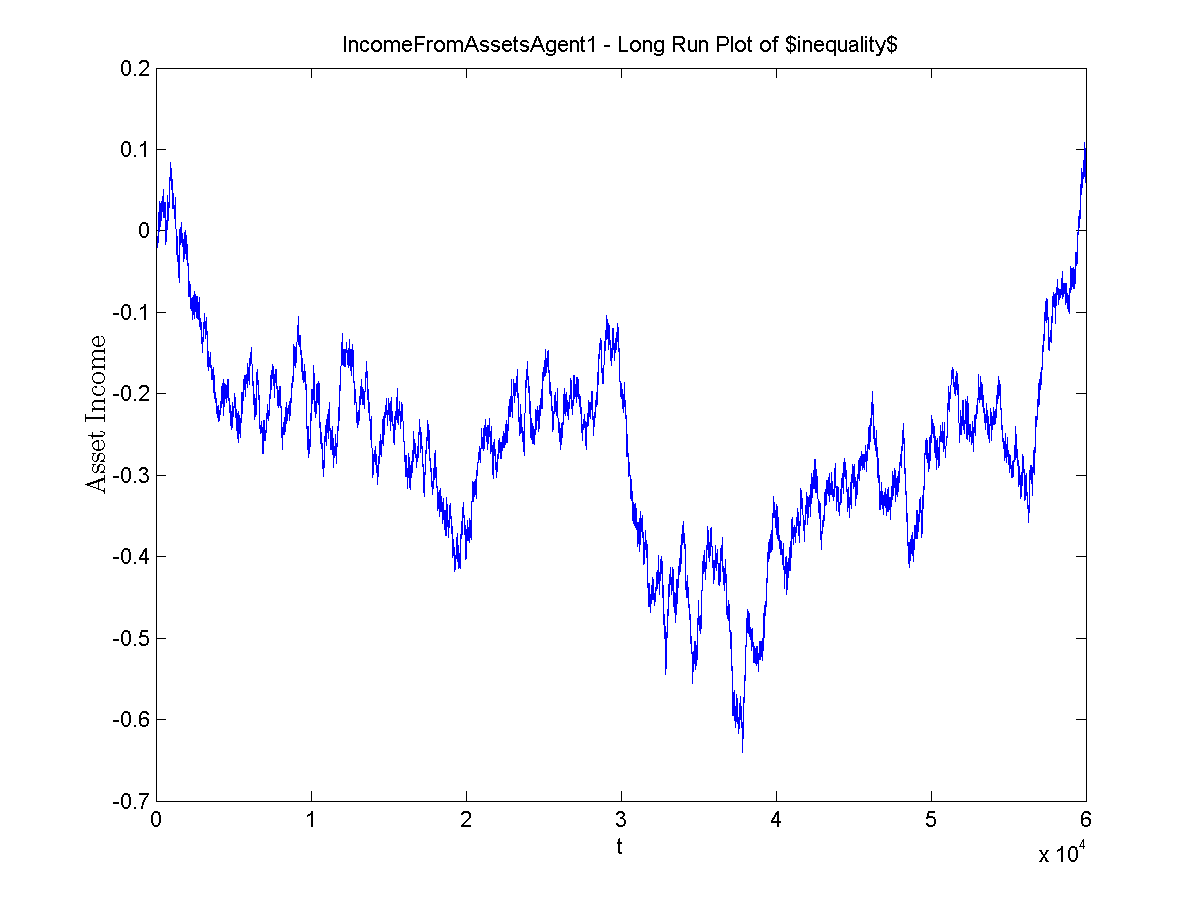 IncomeFromAssetsAgent1 - Long Run Plot of $inequality$
0.2
0.1
0
-0.1
-0.2
-0.3
-0.4
-0.5
-0.6
-0.7
Asset Income
0 1 2 3 4 5 6
t
x 10^4